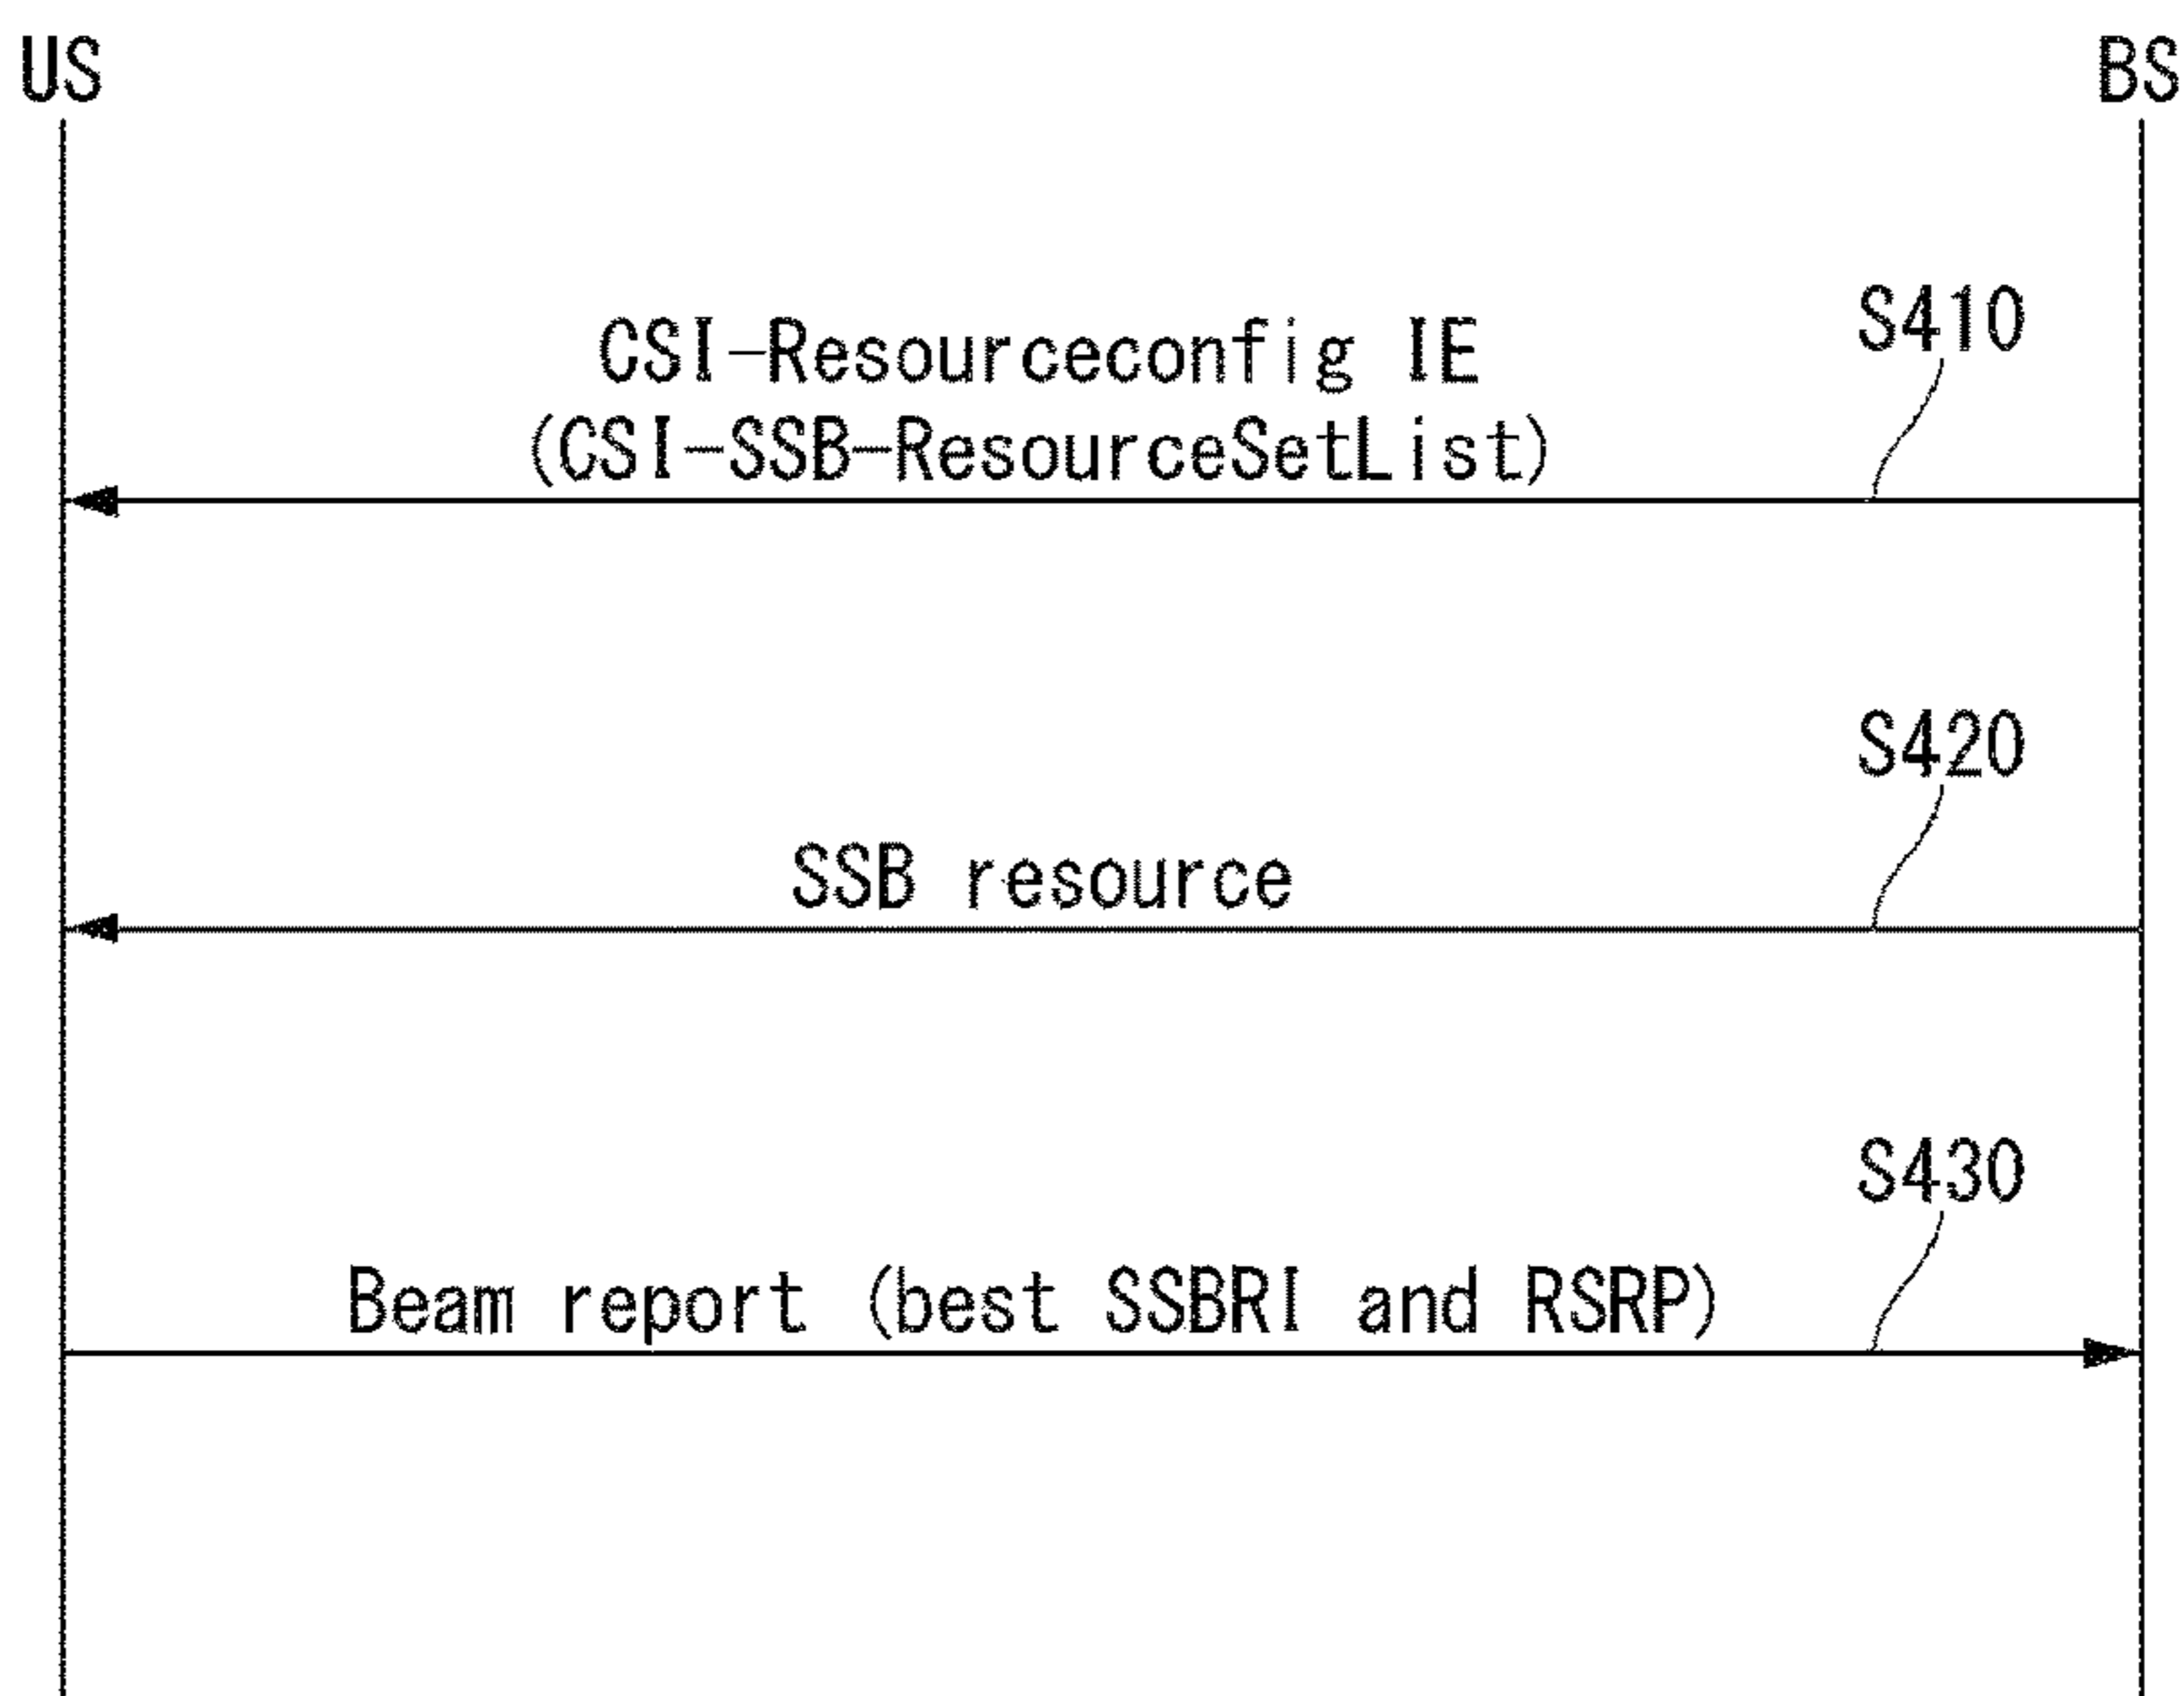 US
BS
S410
CSI-Resourceconfig IE
(CSI-SSB-ResourceSetList)
S420
SSB resource
S430
Beam report (best SSBRI and RSRP)